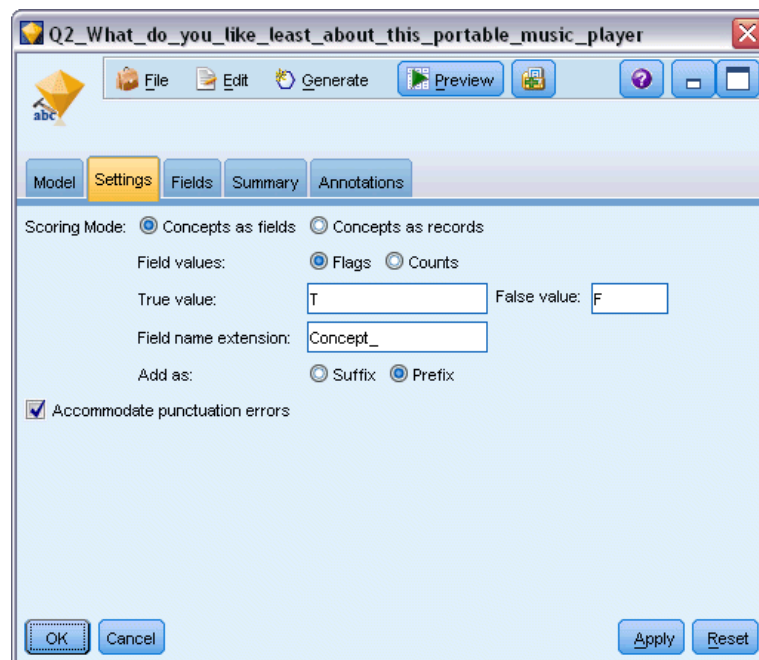 Q2_What_do_you_like_least_about_this_portable_music_player
abc
File Edit Generate Preview
Model Settings Fields Summary Annotations
Scoring Mode: Concepts as fields Concepts as records
Field values: Flags Counts
True value: T False value: F
Field name extension: Concept_
Add as: Suffix Prefix
Accommodate punctuation errors
OK Cancel Apply Reset